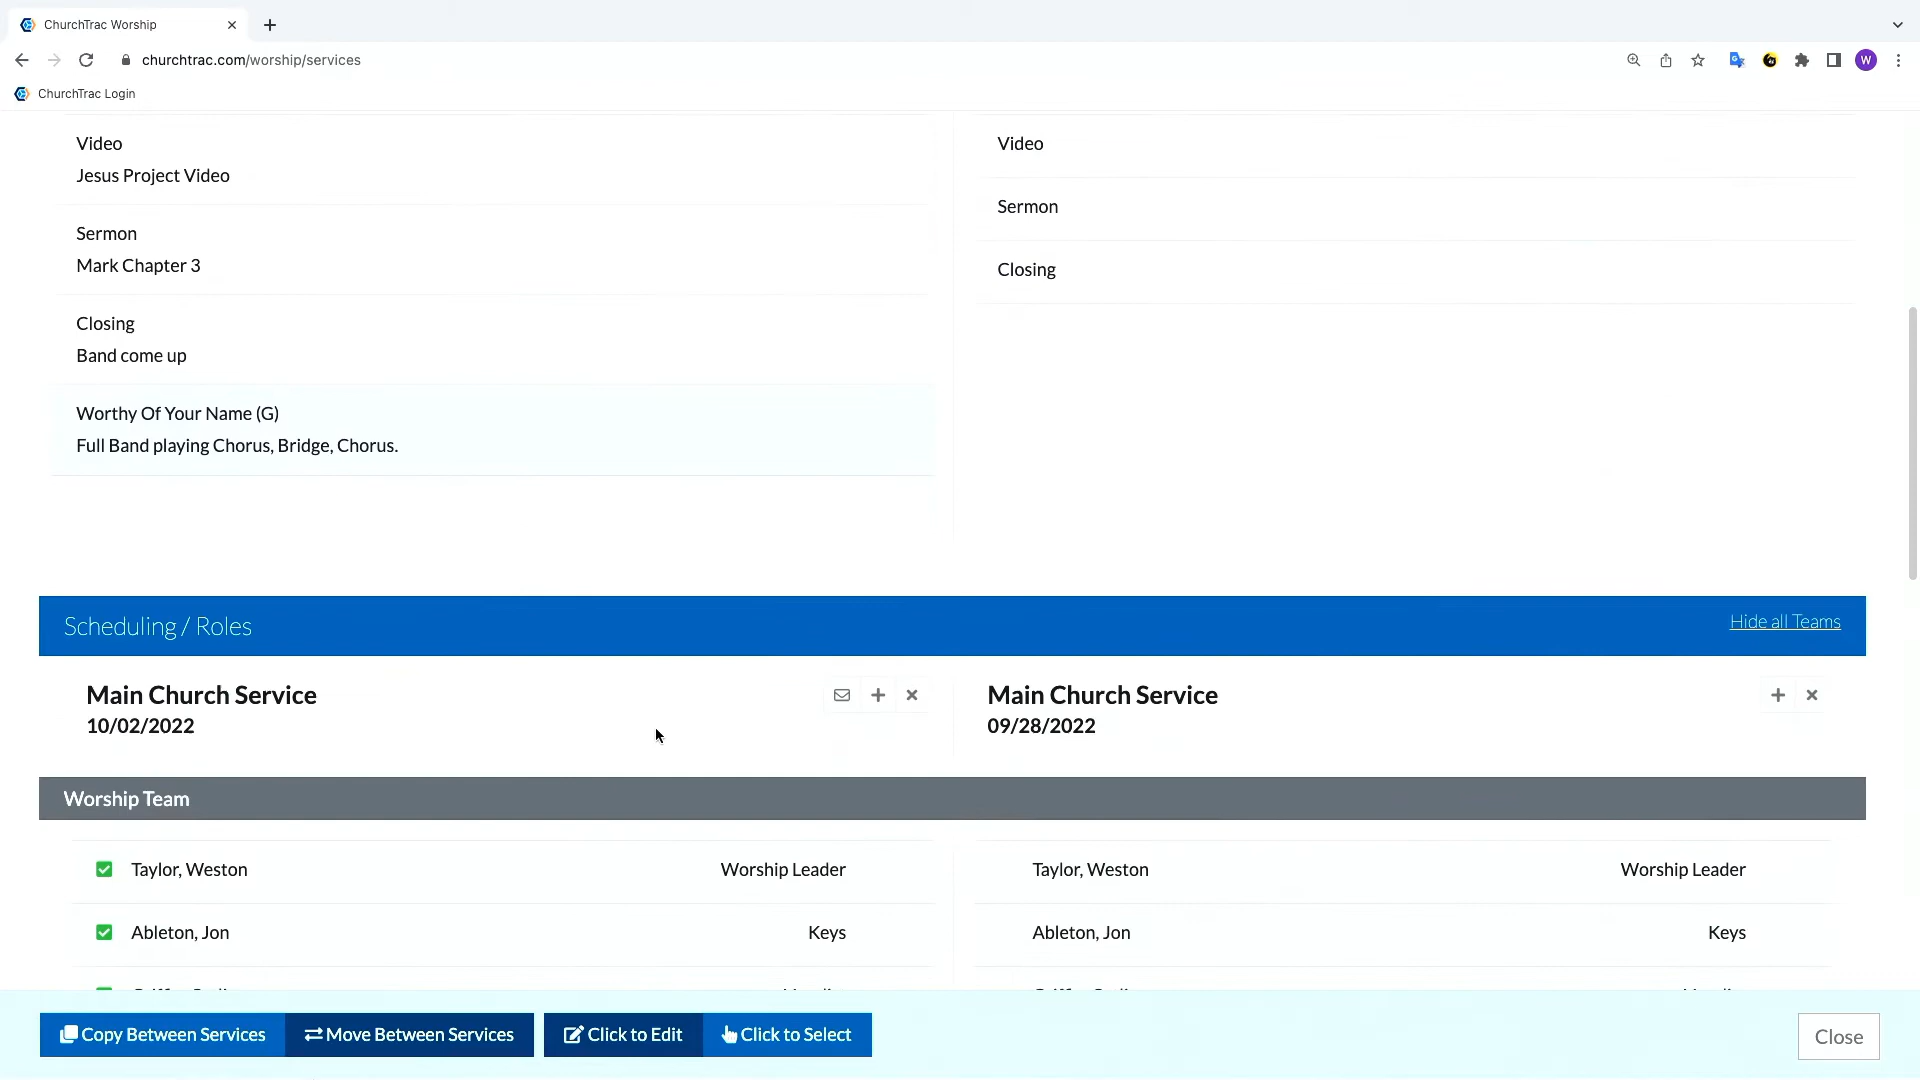 ChurchTrac Worship
churchtrac.com/worship/services
W
ChurchTrac Login
Video
Jesus Project Video
Sermon
Mark Chapter 3
Closing
Band come up
Worthy Of Your Name (G)
Full Band playing Chorus, Bridge, Chorus.
Video
Sermon
Closing
Scheduling / Roles
Hide all Teams
Main Church Service
10/02/2022
Main Church Service
09/28/2022
Worship Team
Taylor, Weston Worship Leader
Taylor, Weston Worship Leader
Ableton, Jon Keys
Ableton, Jon Keys
Copy Between Services
Move Between Services
Click to Edit
Click to Select
Close